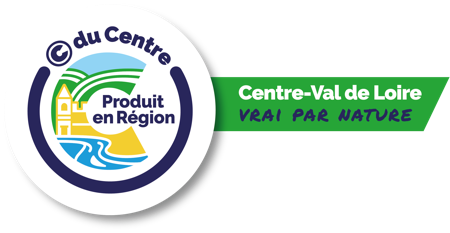 © du Centre
Produit
en Région
Centre-Val de Loire
VRAI PAR NATURE